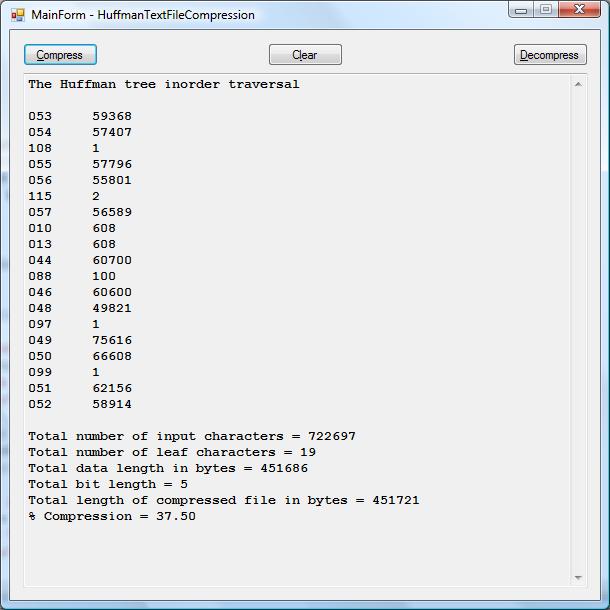 MainForm - HuffmanTextFileCompression
Compress Clear Decompress
The Huffman tree inorder traversal
053 59368
054 57407
108 1
055 57796
056 55801
115 2
057 56589
010 608
013 608
044 60700
088 100
046 60600
048 49821
097 1
049 75616
050 66608
099 1
051 62156
052 58914
Total number of input characters = 722697
Total number of leaf characters = 19
Total data length in bytes = 451686
Total bit length = 5
Total length of compressed file in bytes = 451721
% Compression = 37.50